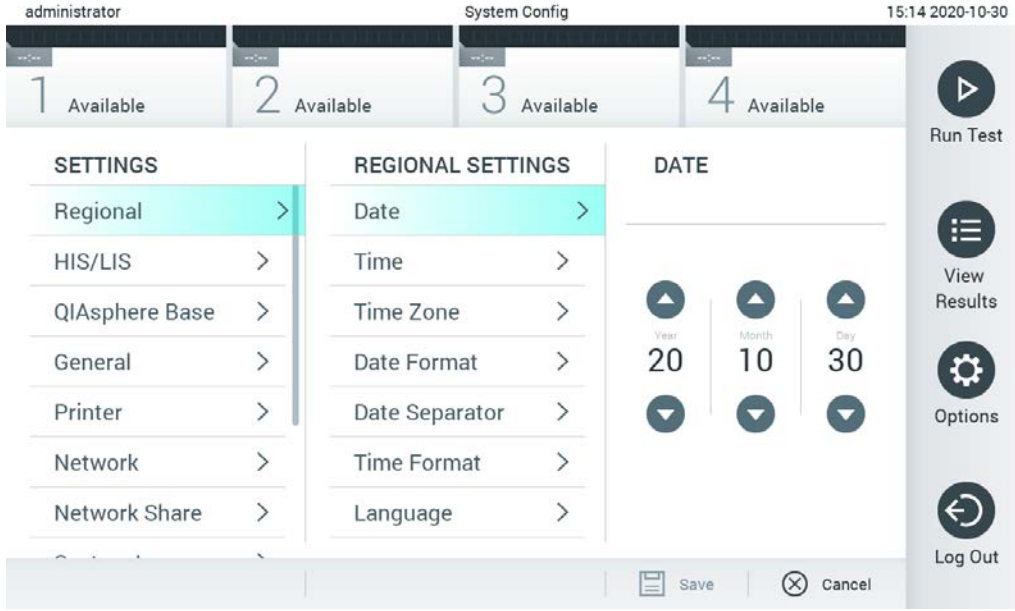 administrator
System Config
15:14 2020-10-30
--:--
--:--
--:--
--:--
1 Available
2 Available
3 Available
4 Available
Run Test
View
Results
Options
Log Out
SETTINGS
Regional
HIS/LIS
QIAsphere Base
General
Printer
Network
Network Share
REGIONAL SETTINGS
Date
Time
Time Zone
Date Format
Date Separator
Time Format
Language
DATE
Year
Month
Day
20
10
30
Save
Cancel